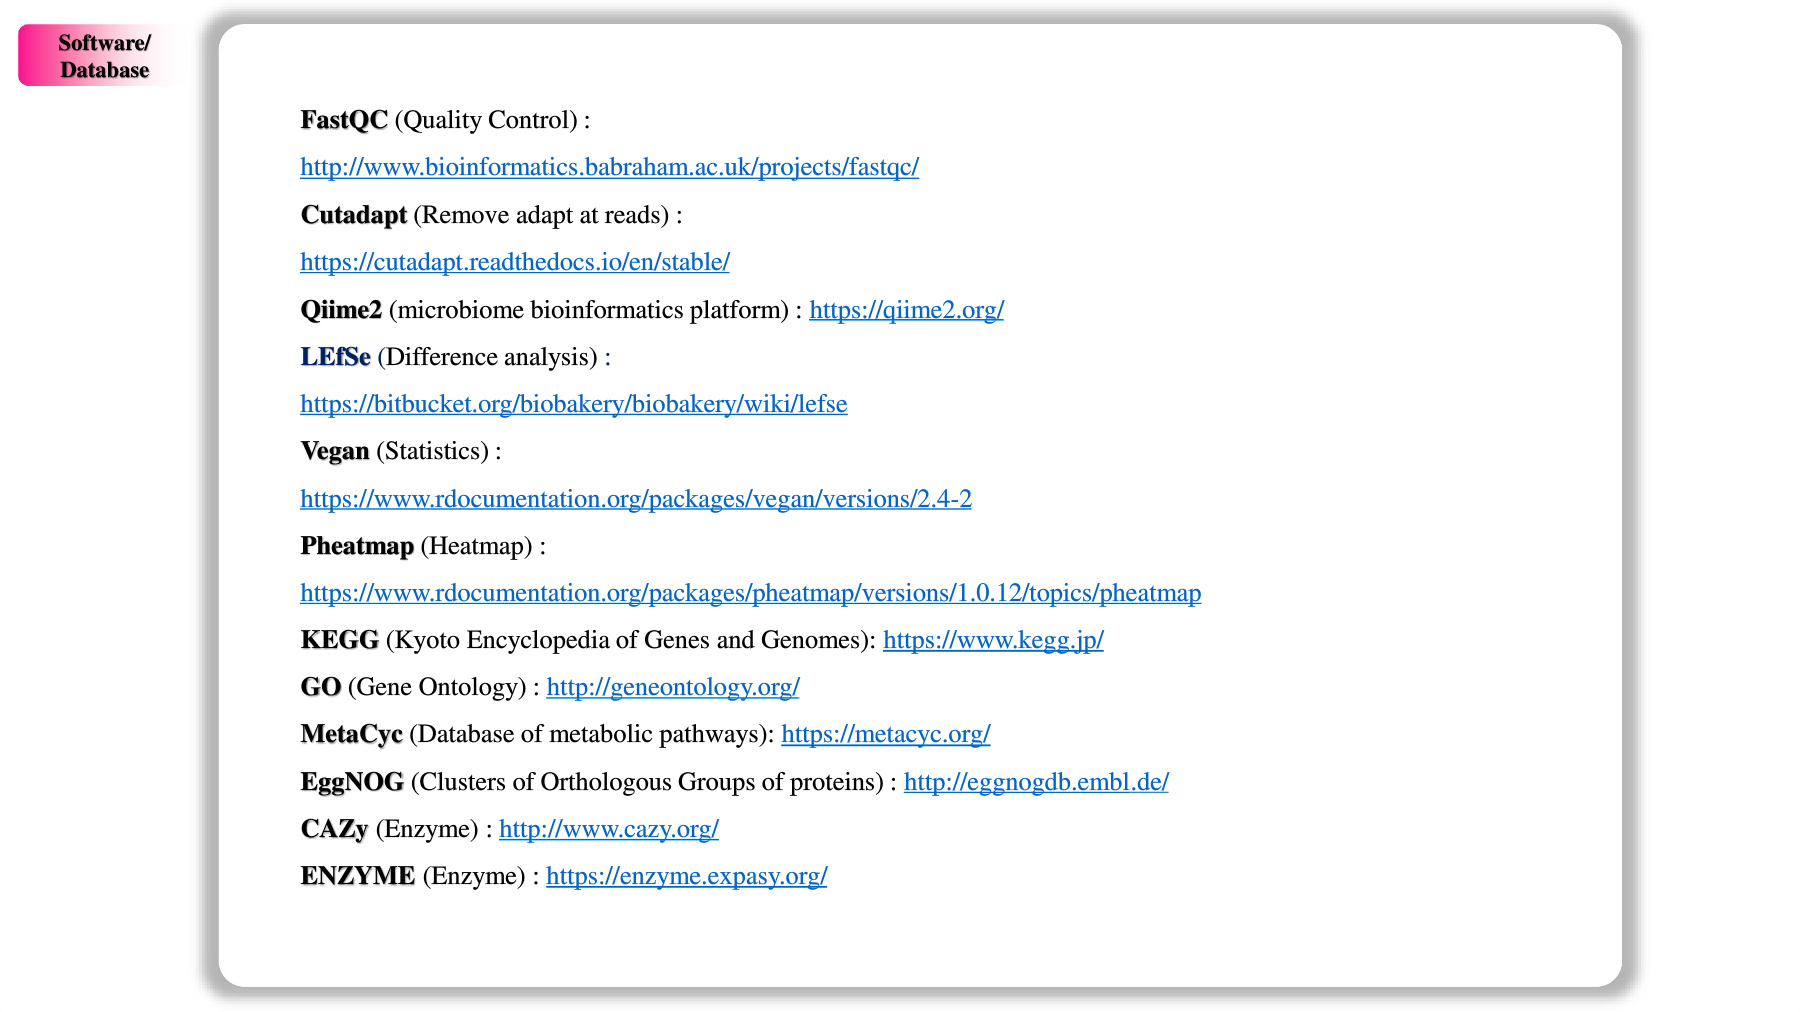 Software/
Database
FastQC (Quality Control) :
http://www.bioinformatics.babraham.ac.uk/projects/fastqc/
Cutadapt (Remove adapt at reads) :
https://cutadapt.readthedocs.io/en/stable/
Qiime2 (microbiome bioinformatics platform) : https://qiime2.org/
LEfSe (Difference analysis) :
https://bitbucket.org/biobakery/biobakery/wiki/lefse
Vegan (Statistics) :
https://www.rdocumentation.org/packages/vegan/versions/2.4-2
Pheatmap (Heatmap) :
https://www.rdocumentation.org/packages/pheatmap/versions/1.0.12/topics/pheatmap
KEGG (Kyoto Encyclopedia of Genes and Genomes): https://www.kegg.jp/
GO (Gene Ontology) : http://geneontology.org/
MetaCyc (Database of metabolic pathways): https://metacyc.org/
EggNOG (Clusters of Orthologous Groups of proteins) : http://eggnogdb.embl.de/
CAZy (Enzyme) : http://www.cazy.org/
ENZYME (Enzyme) : https://enzyme.expasy.org/